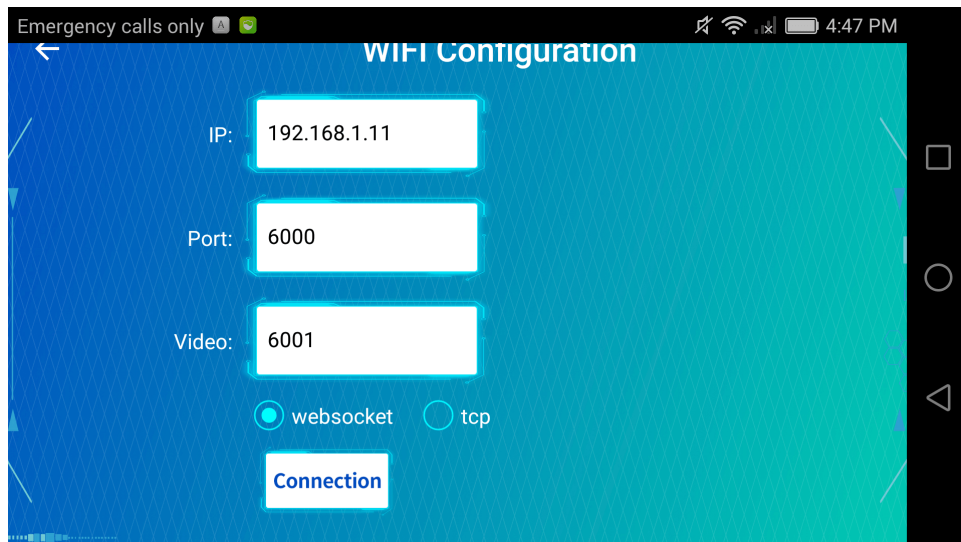 Emergency calls only A
4:47 PM
WIFI Configuration
IP: 192.168.1.11
Port: 6000
Video: 6001
websocket tcp
Connection